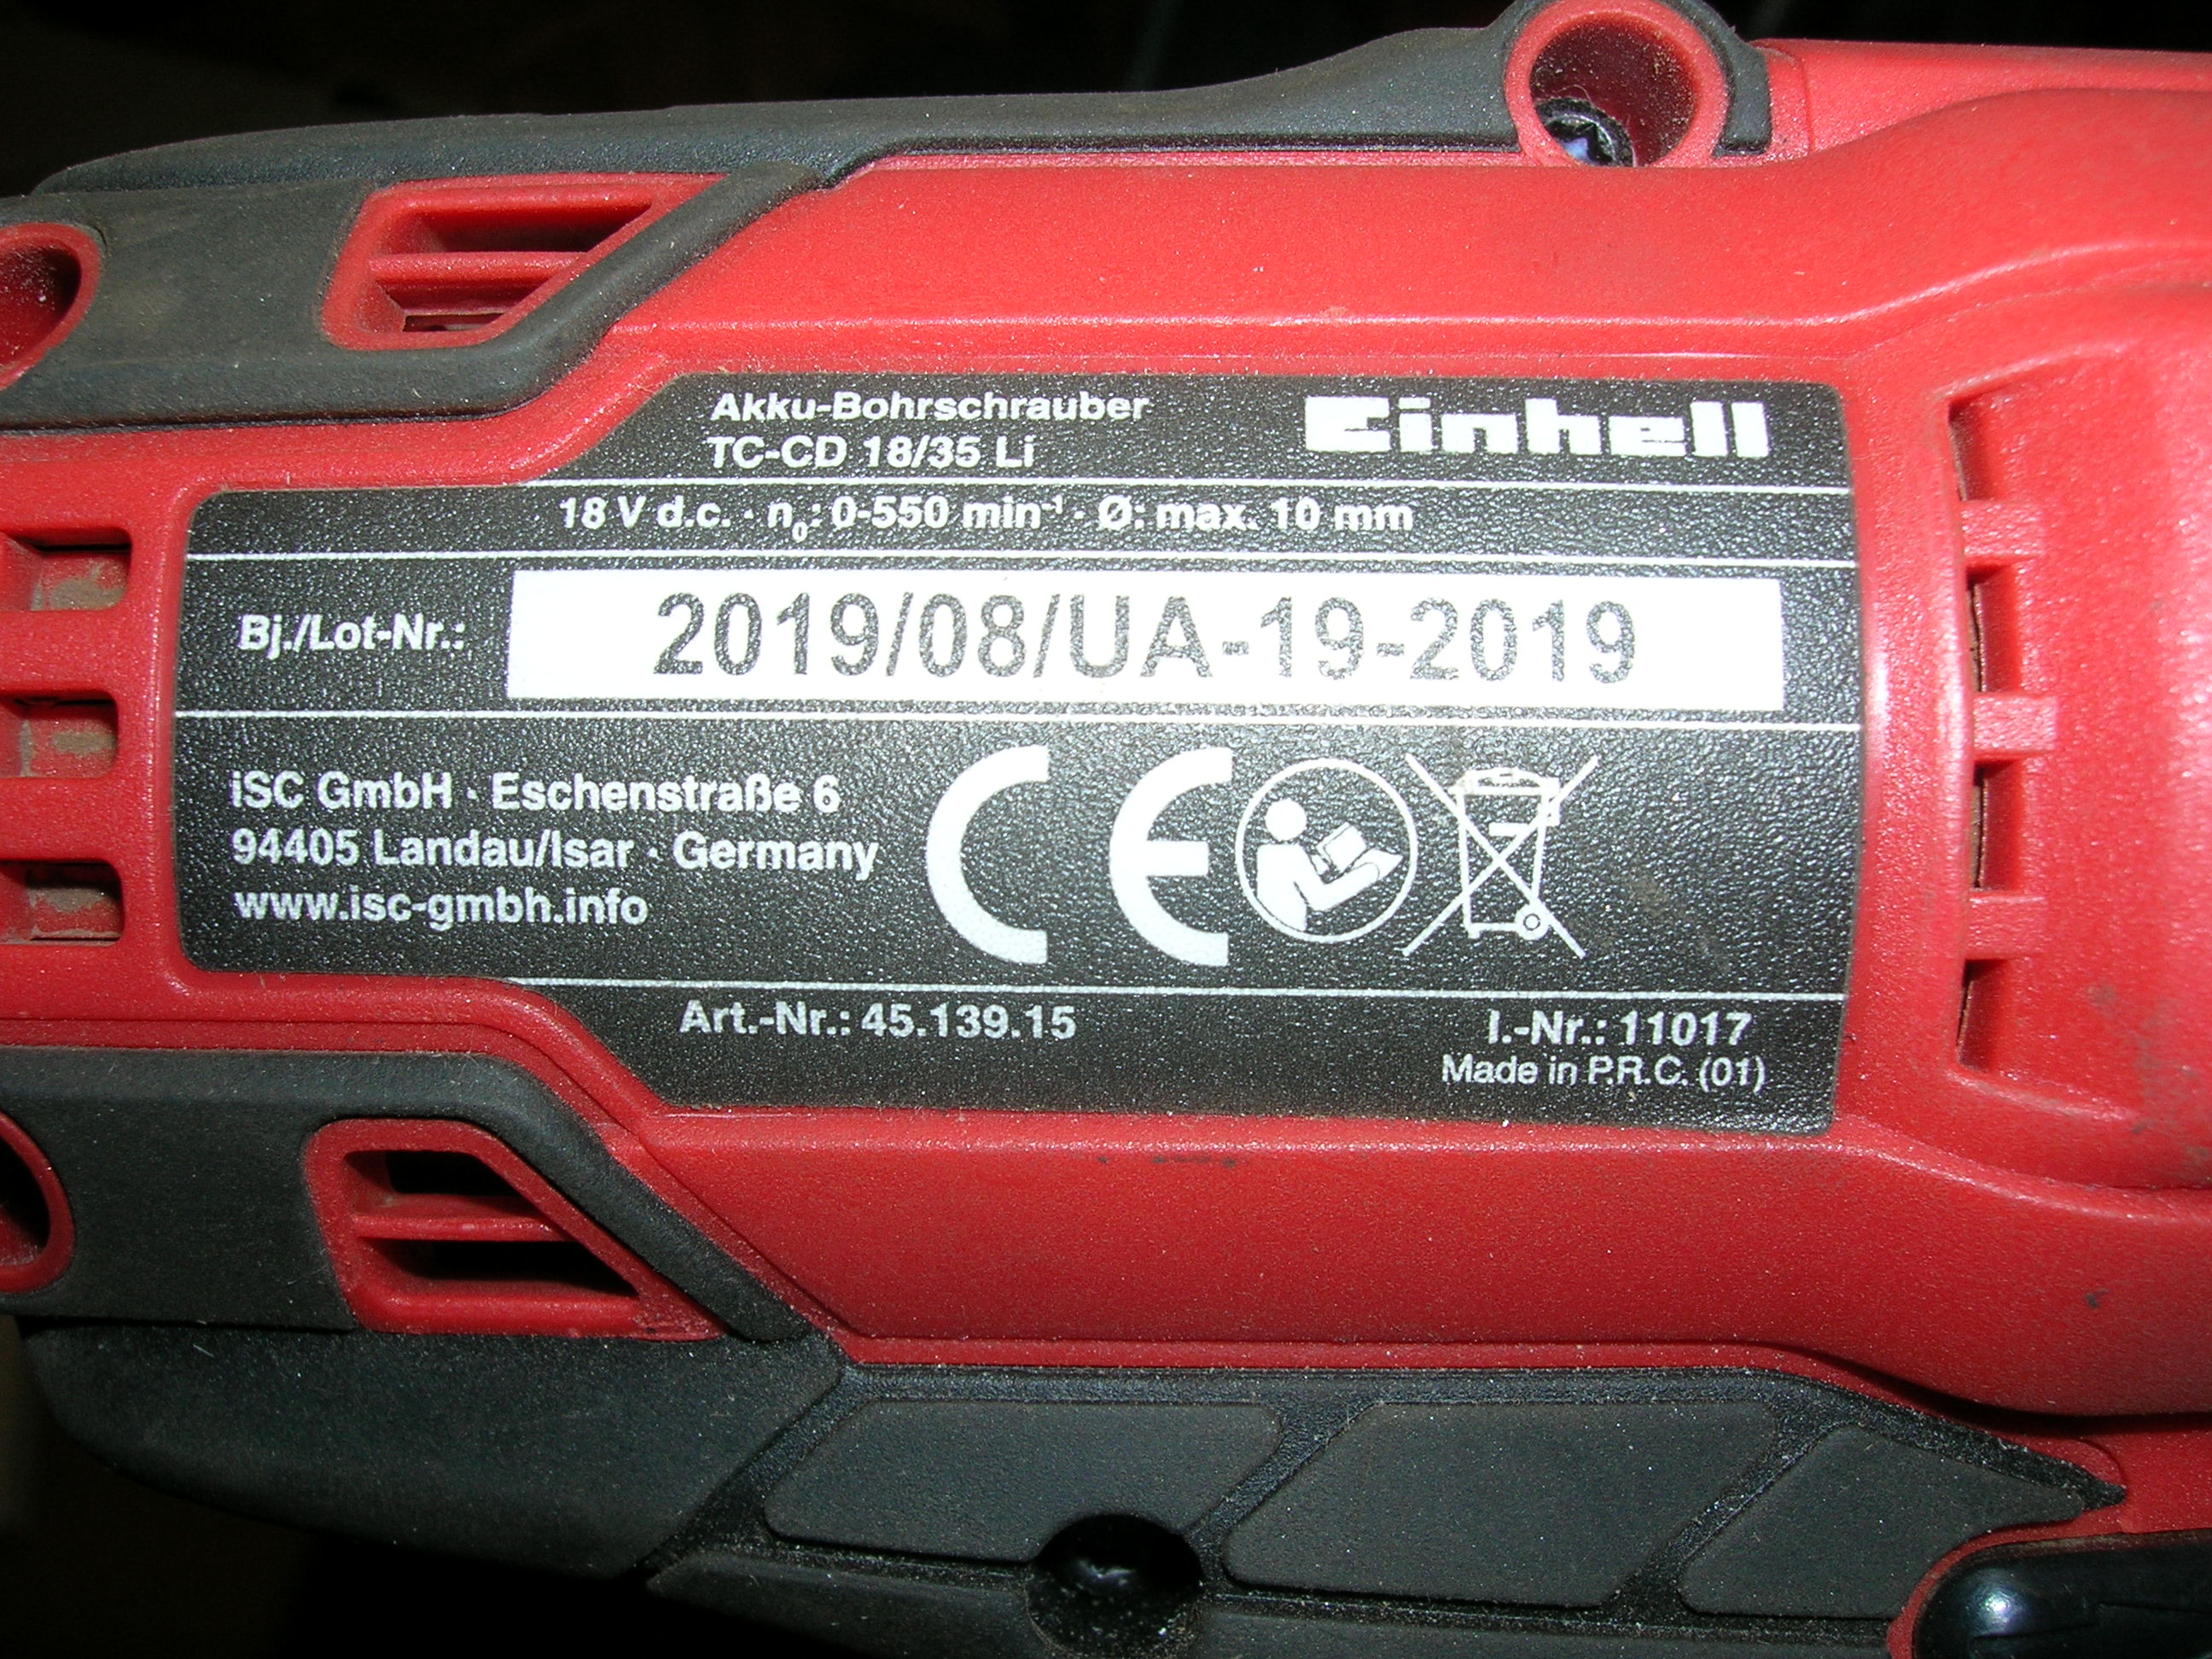 Akku-Bohrschrauber
TC-CD 18/35 Li
Einhell
18 V d.c. · n₀: 0-550 min⁻¹ · Ø: max. 10 mm
Bj./Lot-Nr.: 2019/08/UA-19-2019
iSC GmbH · Eschenstraße 6
94405 Landau/Isar · Germany
www.isc-gmbh.info
CE
Art.-Nr.: 45.139.15
I.-Nr.: 11017
Made in P.R.C. (01)